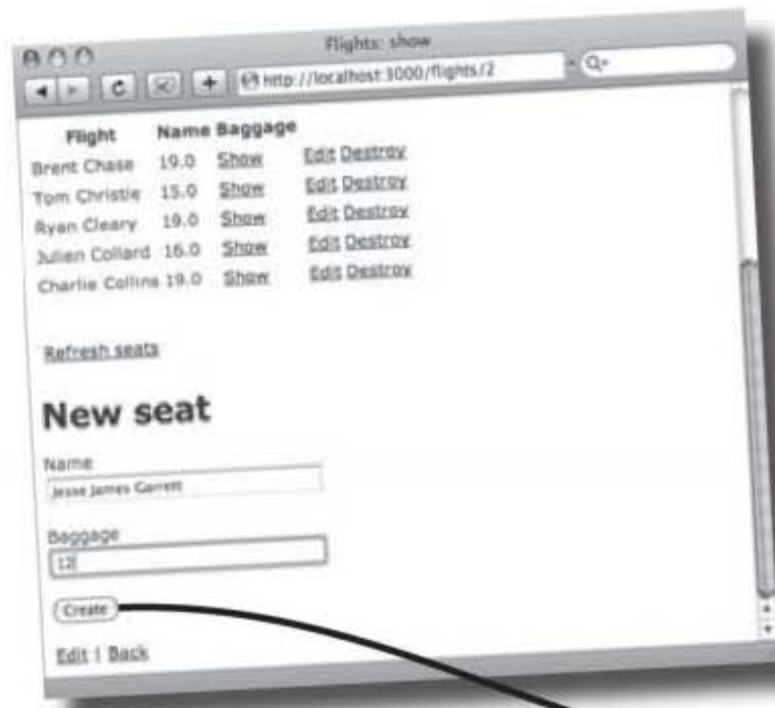 Flights: show
http://localhost:3000/flights/2
Flight Name Baggage
Brent Chase 19.0 Show Edit Destroy
Tom Christie 15.0 Show Edit Destroy
Ryan Cleary 19.0 Show Edit Destroy
Julien Collard 16.0 Show Edit Destroy
Charlie Collins 19.0 Show Edit Destroy
Refresh seats
New seat
Name
Jesse James Garrett
Baggage
12
Create
Edit | Back